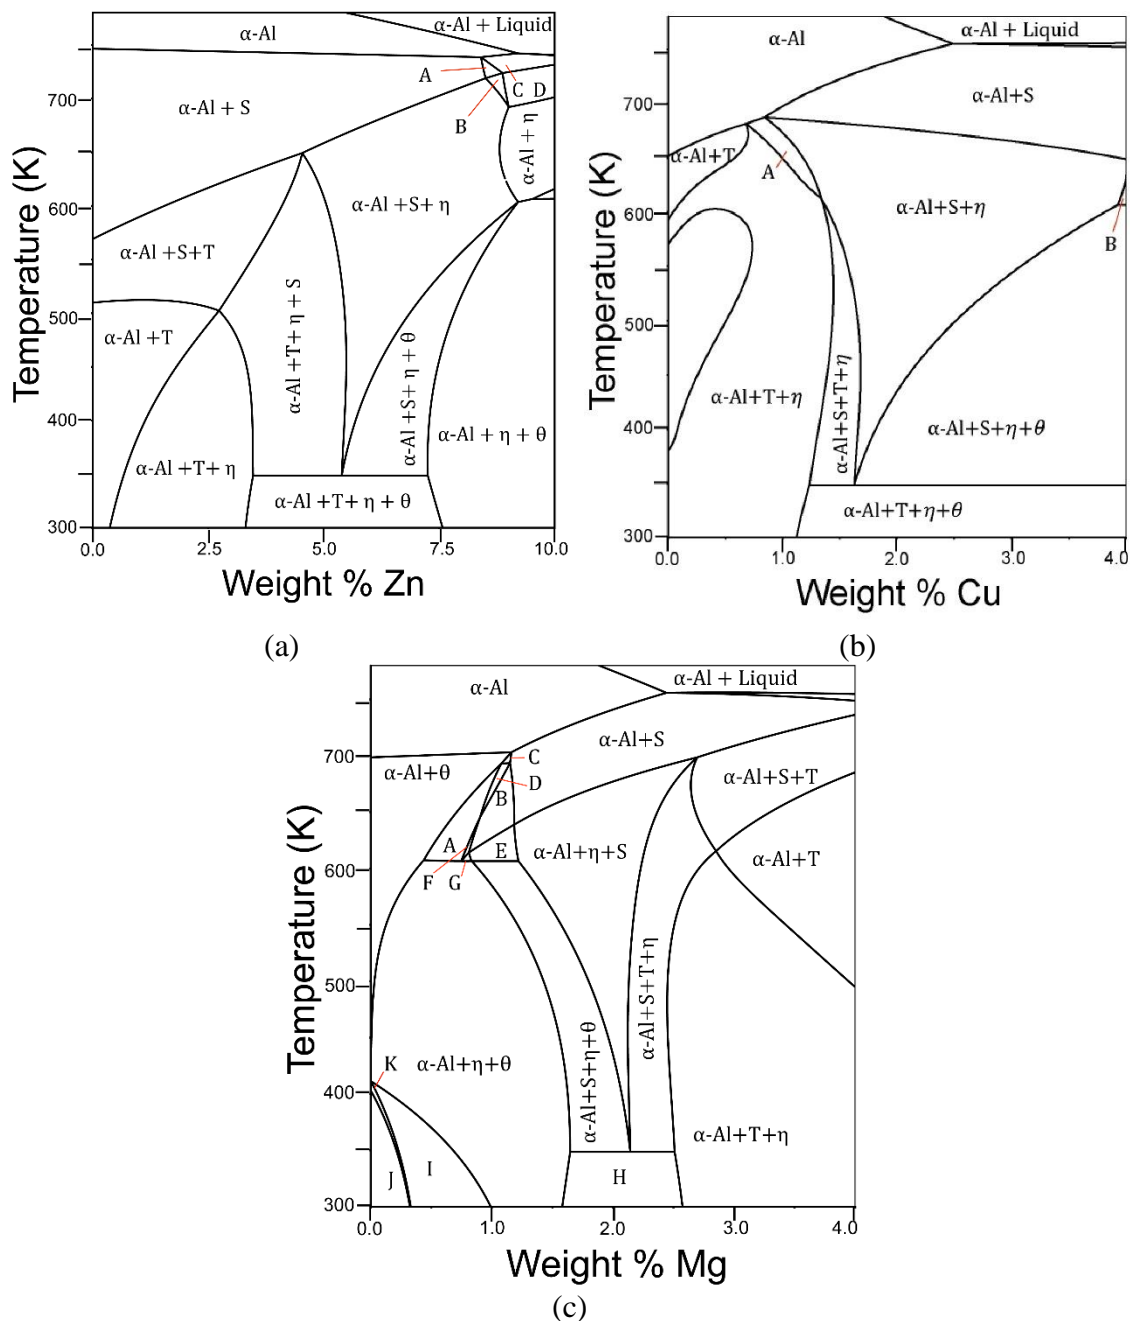 α-Al
α-Al + Liquid
A
C
D
B
α-Al + S
α-Al + η
α-Al +S+ η
α-Al +S+T
α-Al +T+ η + S
α-Al +T
α-Al +S+ η + θ
α-Al + η + θ
α-Al +T+ η
α-Al +T+ η + θ
700
600
500
400
300
0.0
2.5
5.0
7.5
10.0
Temperature (K)
Weight % Zn
(a)
α-Al + Liquid
α-Al
α-Al+S
α-Al+T
A
α-Al+S+η
B
α-Al+T+η
α-Al+S+T+η
α-Al+S+η+θ
α-Al+T+η+θ
700
600
500
400
300
0.0
1.0
2.0
3.0
4.0
Temperature (K)
Weight % Cu
(b)
α-Al + Liquid
α-Al
α-Al+S
C
α-Al+θ
D
B
α-Al+S+T
A
E
α-Al+η+S
α-Al+T
F
G
α-Al+S+T+η
α-Al+S+η+θ
K
α-Al+η+θ
α-Al+T+η
J
I
H
700
600
500
400
300
0.0
1.0
2.0
3.0
4.0
Temperature (K)
Weight % Mg
(c)